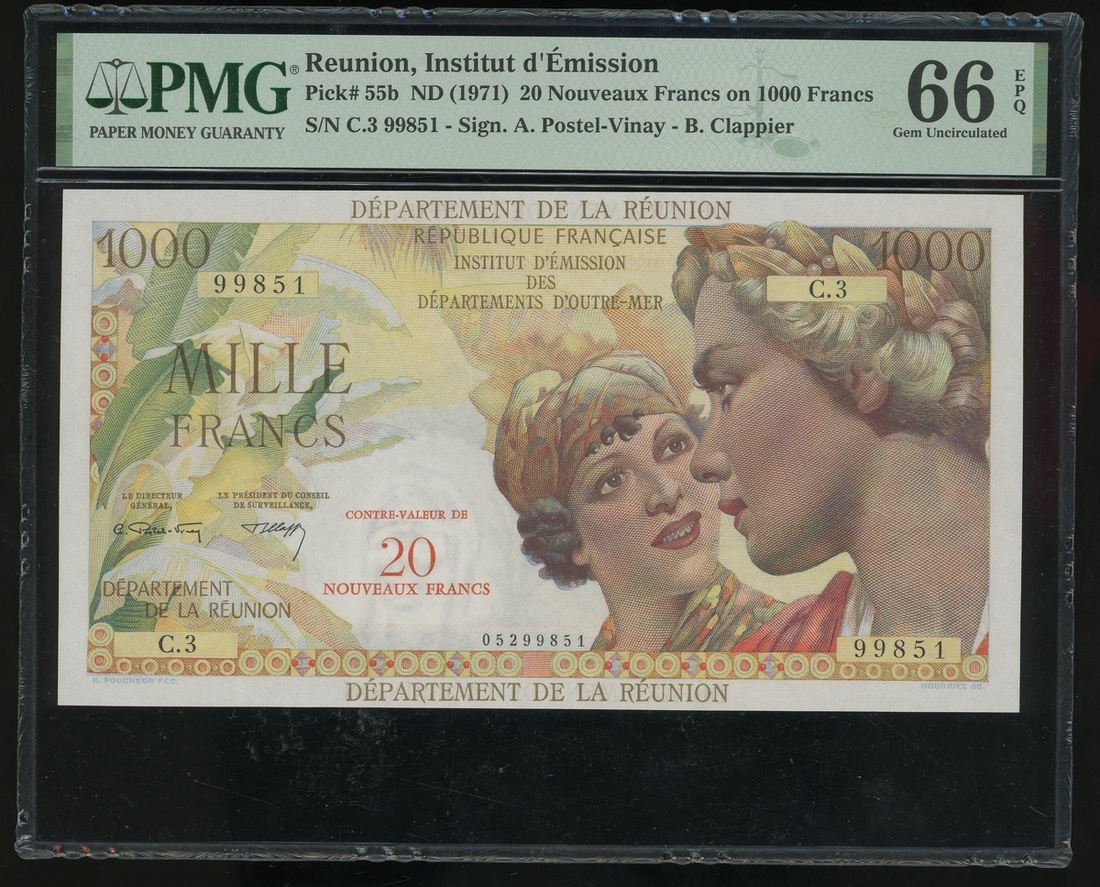 PMG®
PAPER MONEY GUARANTY
Reunion, Institut d'Émission
Pick# 55b ND (1971) 20 Nouveaux Francs on 1000 Francs
S/N C.3 99851 - Sign. A. Postel-Vinay - B. Clappier
66 EPQ
Gem Uncirculated
DÉPARTEMENT DE LA RÉUNION
1000
RÉPUBLIQUE FRANÇAISE
1000
INSTITUT D'ÉMISSION
DES
DÉPARTEMENTS D'OUTRE-MER
99851
C.3
MILLE
FRANCS
LE DIRECTEUR
GÉNÉRAL,
LE PRÉSIDENT DU CONSEIL
DE SURVEILLANCE,
CONTRE-VALEUR DE
20
NOUVEAUX FRANCS
DÉPARTEMENT
DE LA RÉUNION
C.3
05299851
99851
R. POUGHEON FEC.
DÉPARTEMENT DE LA RÉUNION